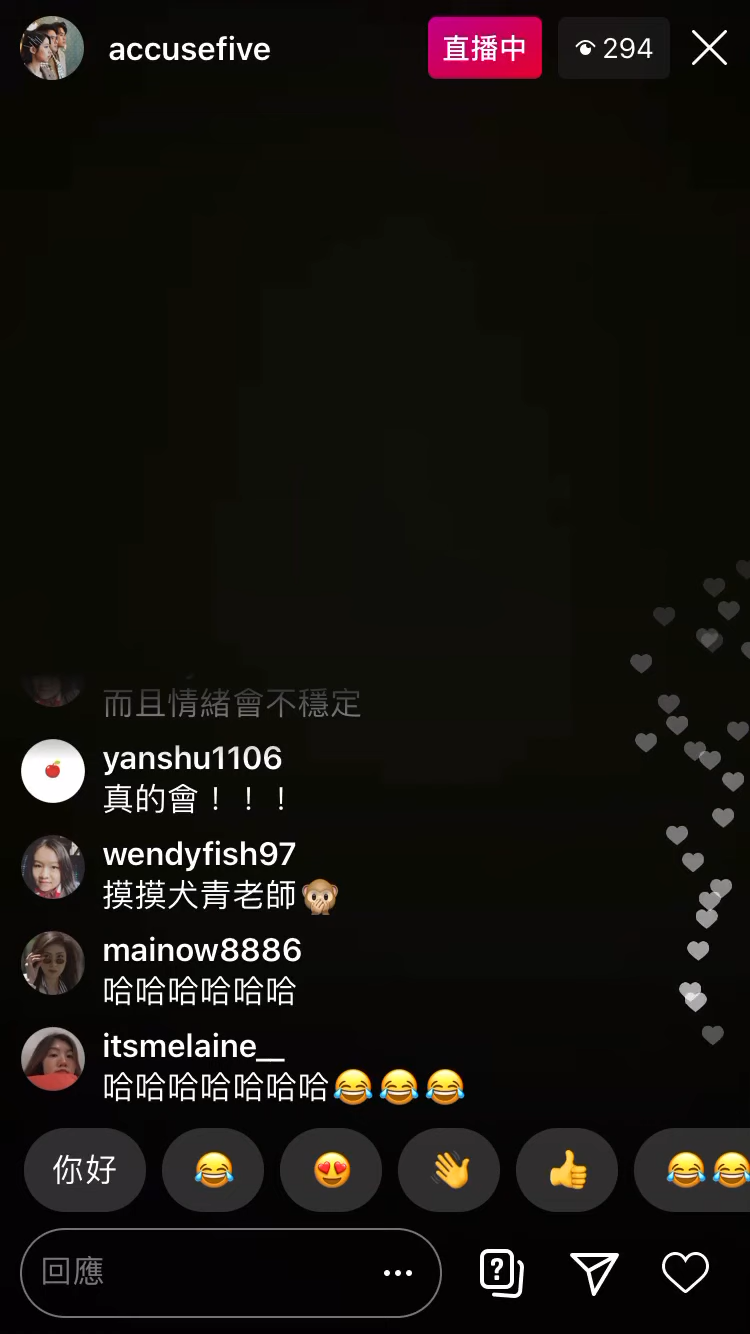 accusefive
直播中
294
而且情緒會不穩定
yanshu1106
真的會！！！
wendyfish97
摸摸犬青老師🙊
mainow8886
哈哈哈哈哈哈
itsmelaine__
哈哈哈哈哈哈哈😂😂😂
你好 😂 😍 👋 👍 😂😂
回應